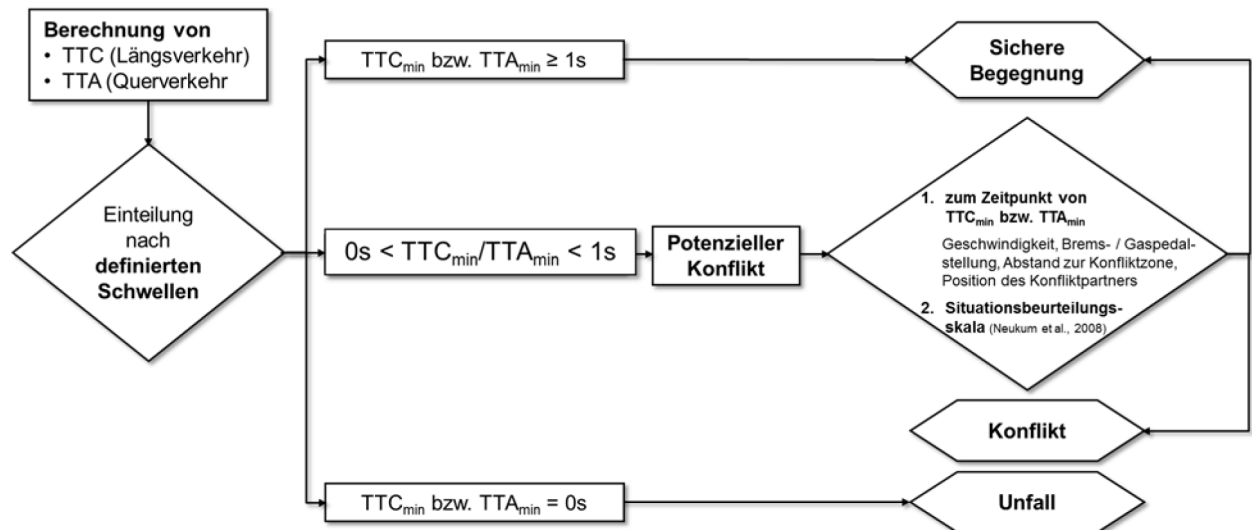 Berechnung von
• TTC (Längsverkehr)
• TTA (Querverkehr
Einteilung
nach
definierten
Schwellen
TTCmin bzw. TTAmin ≥ 1s
Sichere
Begegnung
0s < TTCmin/TTAmin < 1s
Potenzieller
Konflikt
1. zum Zeitpunkt von
TTCmin bzw. TTAmin
Geschwindigkeit, Brems- / Gaspedal-
stellung, Abstand zur Konfliktzone,
Position des Konfliktpartners
2. Situationsbeurteilungs-
skala (Neukum et al., 2008)
Konflikt
TTCmin bzw. TTAmin = 0s
Unfall